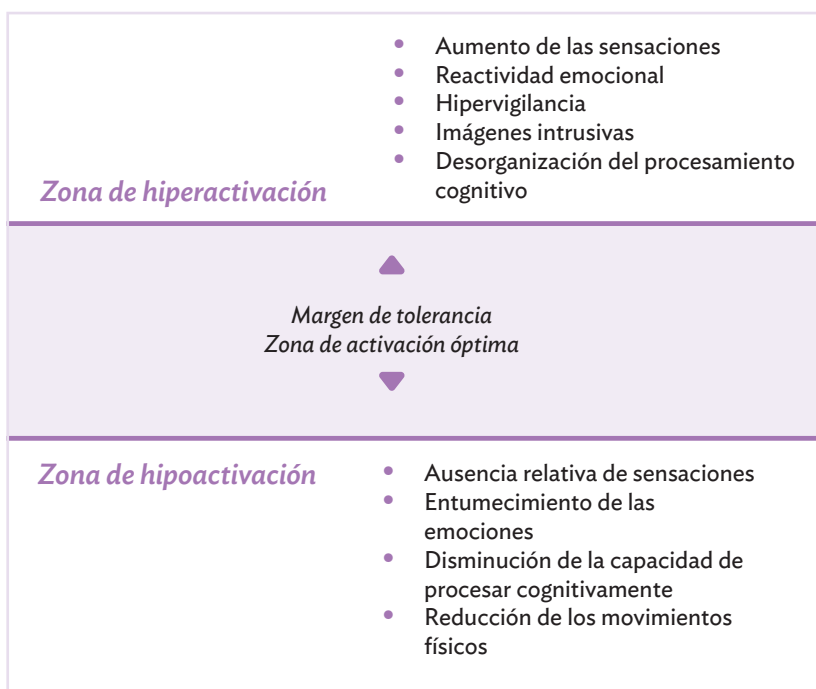 • Aumento de las sensaciones
• Reactividad emocional
• Hipervigilancia
• Imágenes intrusivas
• Desorganización del procesamiento
cognitivo
Zona de hiperactivación
Margen de tolerancia
Zona de activación óptima
Zona de hipoactivación
• Ausencia relativa de sensaciones
• Entumecimiento de las
emociones
• Disminución de la capacidad de
procesar cognitivamente
• Reducción de los movimientos
físicos